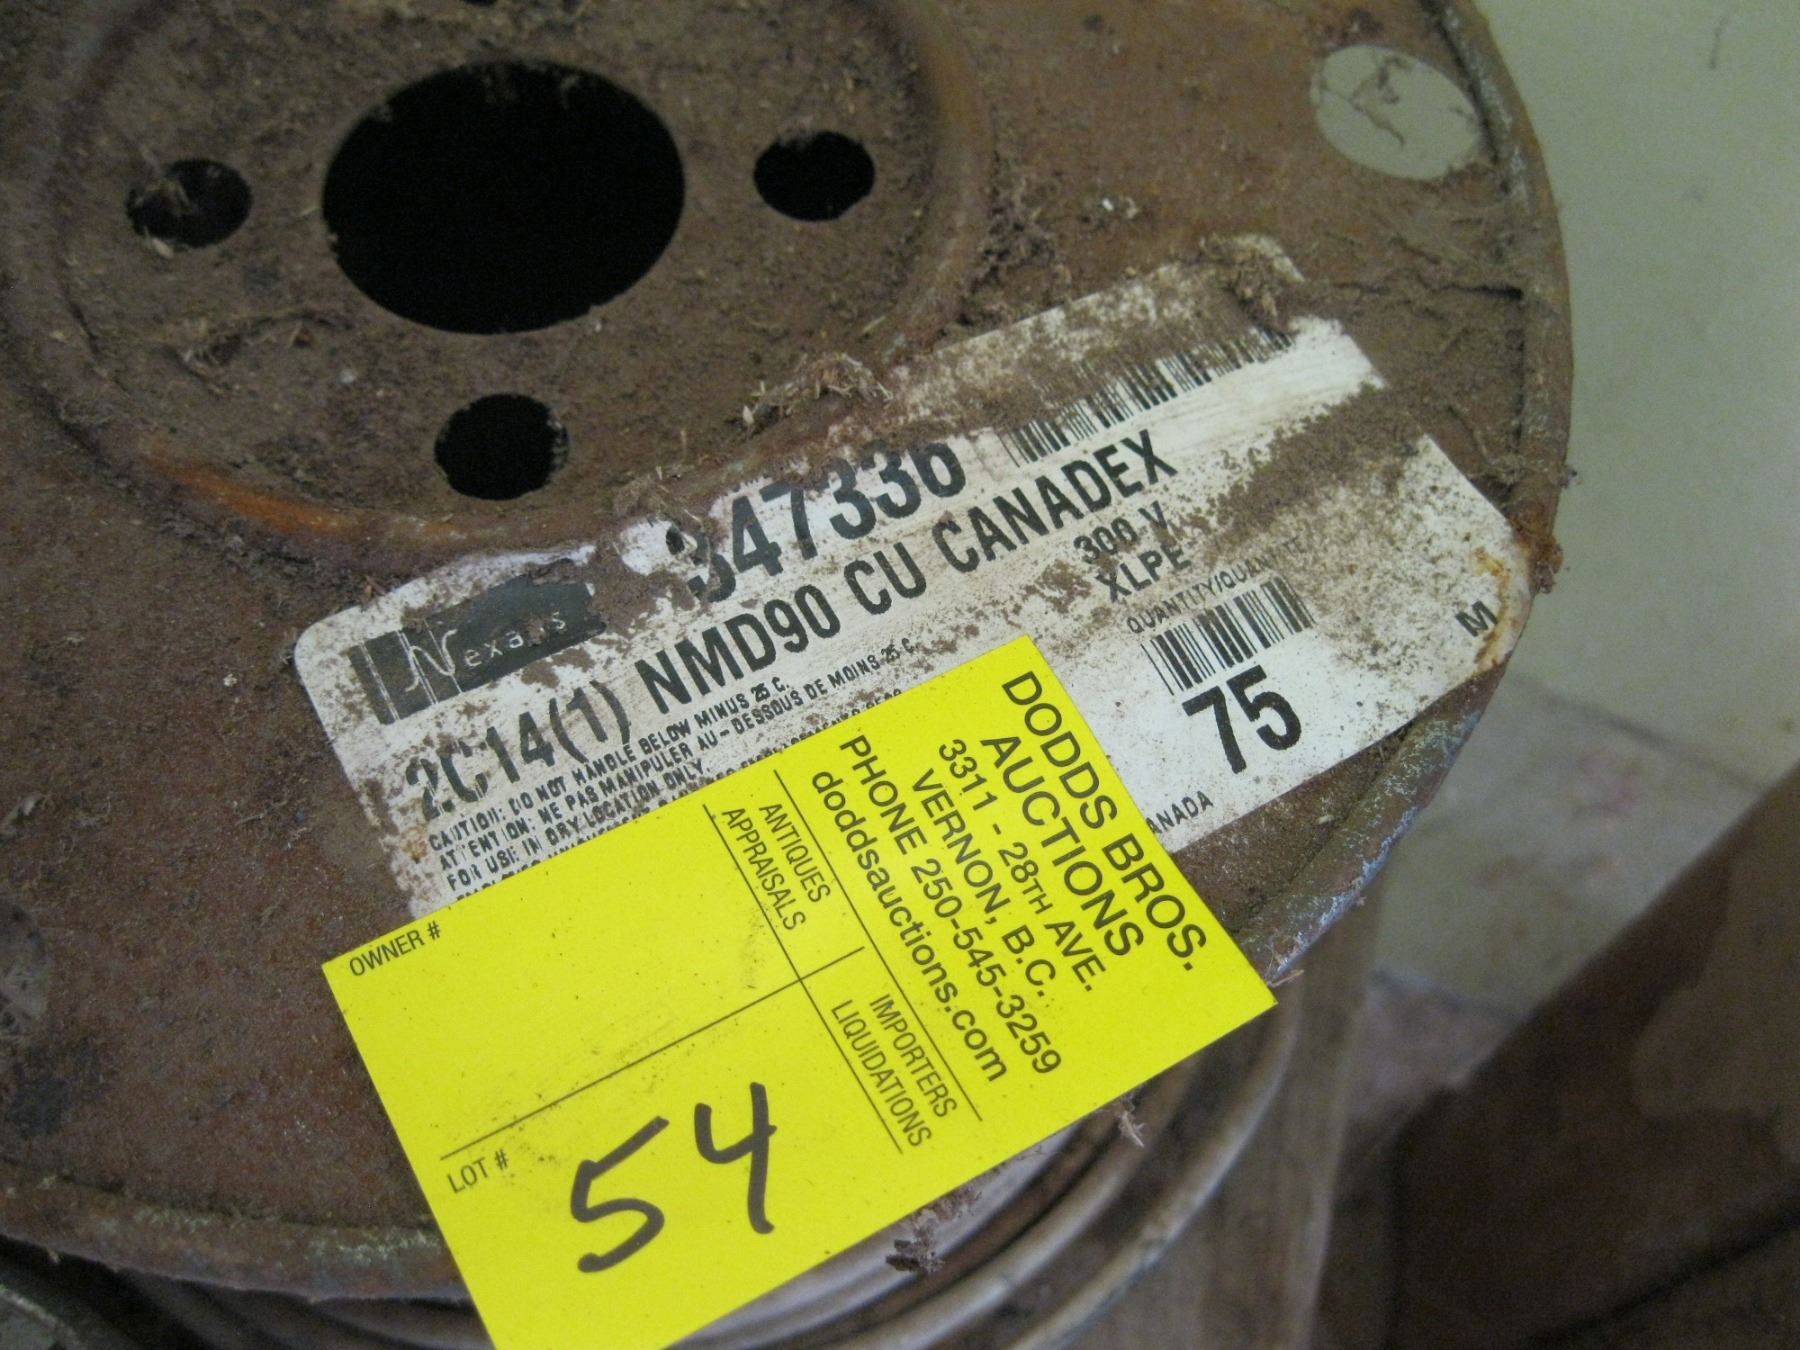 347336
Nexans
2C14(1) NMD90 CU CANADEX
300 V
XLPE
CAUTION: DO NOT HANDLE BELOW MINUS 25 C.
ATTENTION: NE PAS MANIPULER AU-DESSOUS DE MOINS 25 C.
FOR USE IN DRY LOCATION ONLY
QUANTITY/QUANTITE
75
M
CANADA
DODDS BROS.
AUCTIONS
3311 - 28TH AVE.
VERNON, B.C.
PHONE 250-545-3259
doddsauctions.com
ANTIQUES
APPRAISALS
IMPORTERS
LIQUIDATIONS
OWNER #
LOT #
54